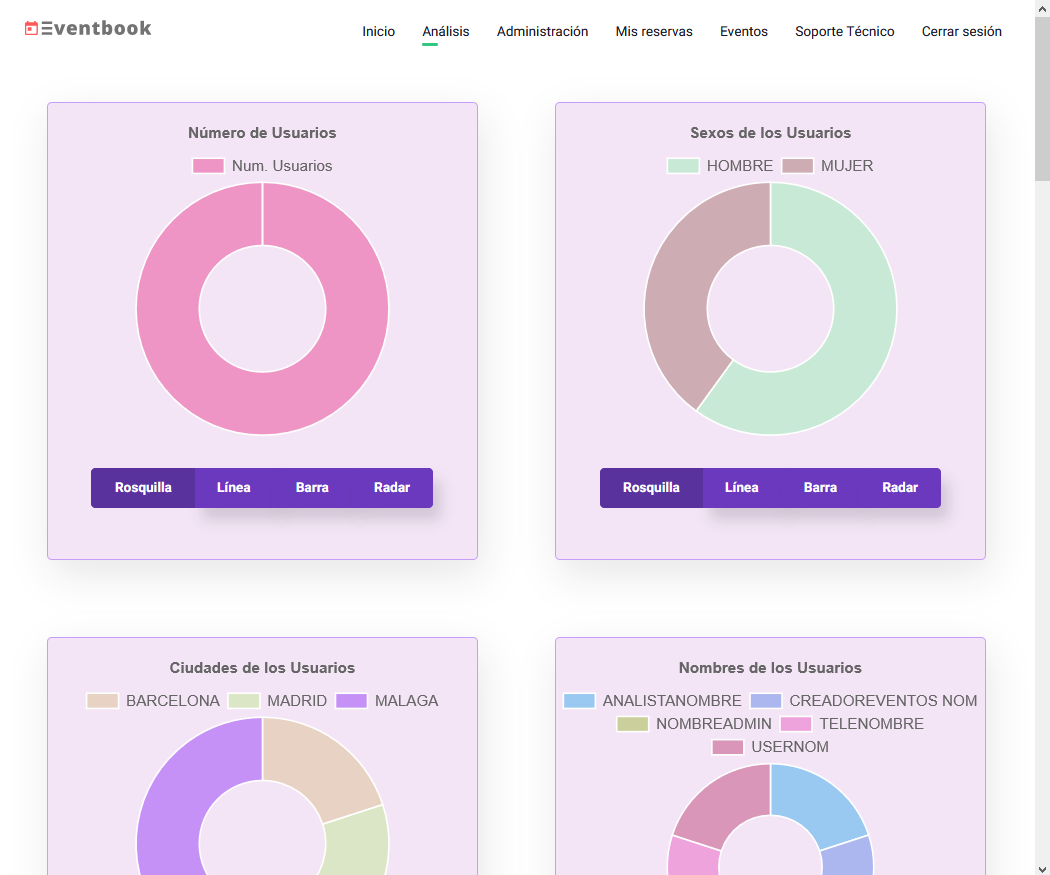 Eventbook
Inicio Análisis Administración Mis reservas Eventos Soporte Técnico Cerrar sesión
Número de Usuarios
Num. Usuarios
Rosquilla Línea Barra Radar
Sexos de los Usuarios
HOMBRE MUJER
Rosquilla Línea Barra Radar
Ciudades de los Usuarios
BARCELONA MADRID MALAGA
Nombres de los Usuarios
ANALISTANOMBRE CREADOREVENTOS NOM
NOMBREADMIN TELENOMBRE
USERNOM